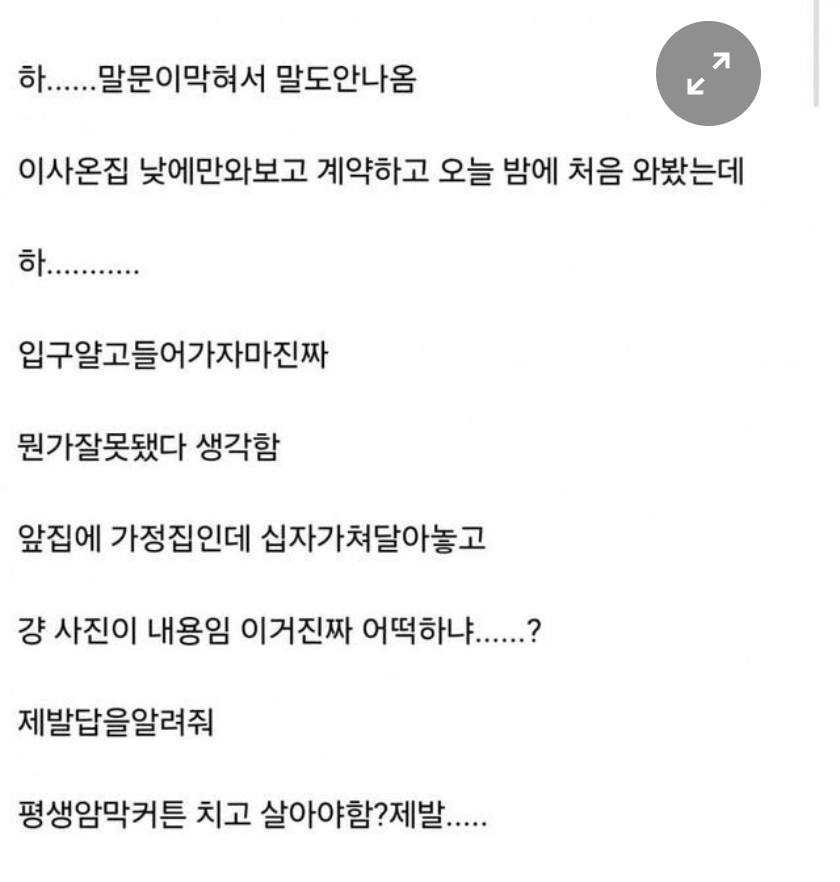 하......말문이막혀서 말도안나옴
이사온집 낮에만와보고 계약하고 오늘 밤에 처음 와봤는데
하...........
입구얄고들어가자마진짜
뭔가잘못됐다 생각함
앞집에 가정집인데 십자가쳐달아놓고
걍 사진이 내용임 이거진짜 어떡하냐......?
제발답을알려줘
평생암막커튼 치고 살아야함?제발.....